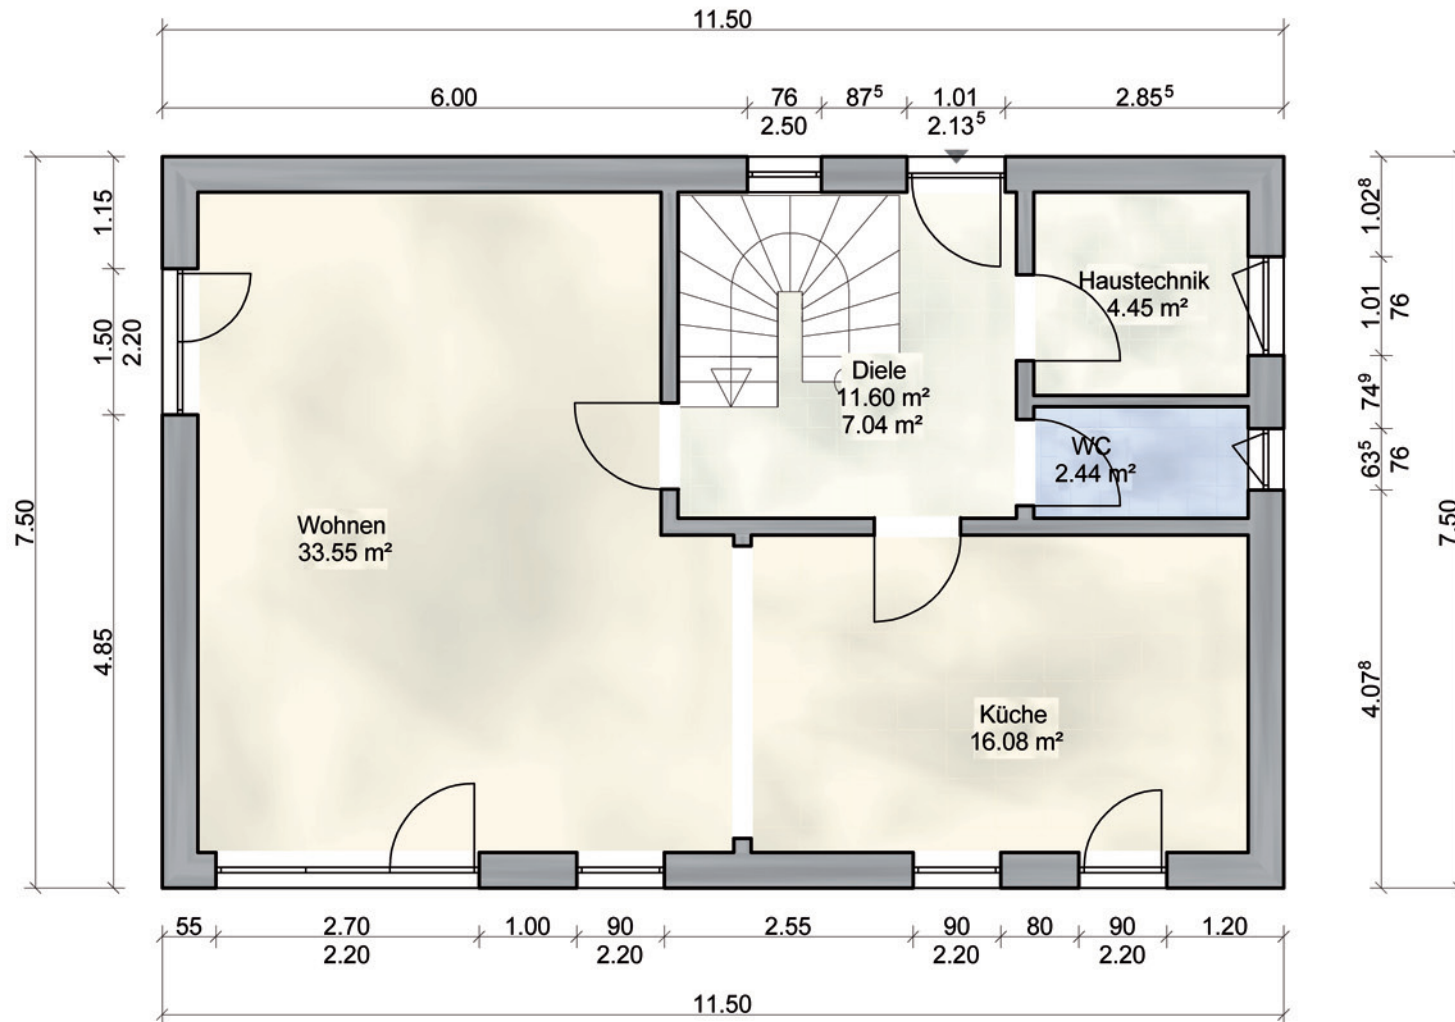 11.50
6.00 76 87⁵ 1.01 2.85⁵
2.50 2.13⁵
1.15
1.50
2.20
4.85
7.50
1.02⁸
1.01
76
74⁹
63⁵
76
4.07⁸
7.50
Haustechnik
4.45 m²
Diele
11.60 m²
7.04 m²
WC
2.44 m²
Wohnen
33.55 m²
Küche
16.08 m²
55 2.70 1.00 90 2.55 90 80 90 1.20
2.20 2.20 2.20 2.20
11.50